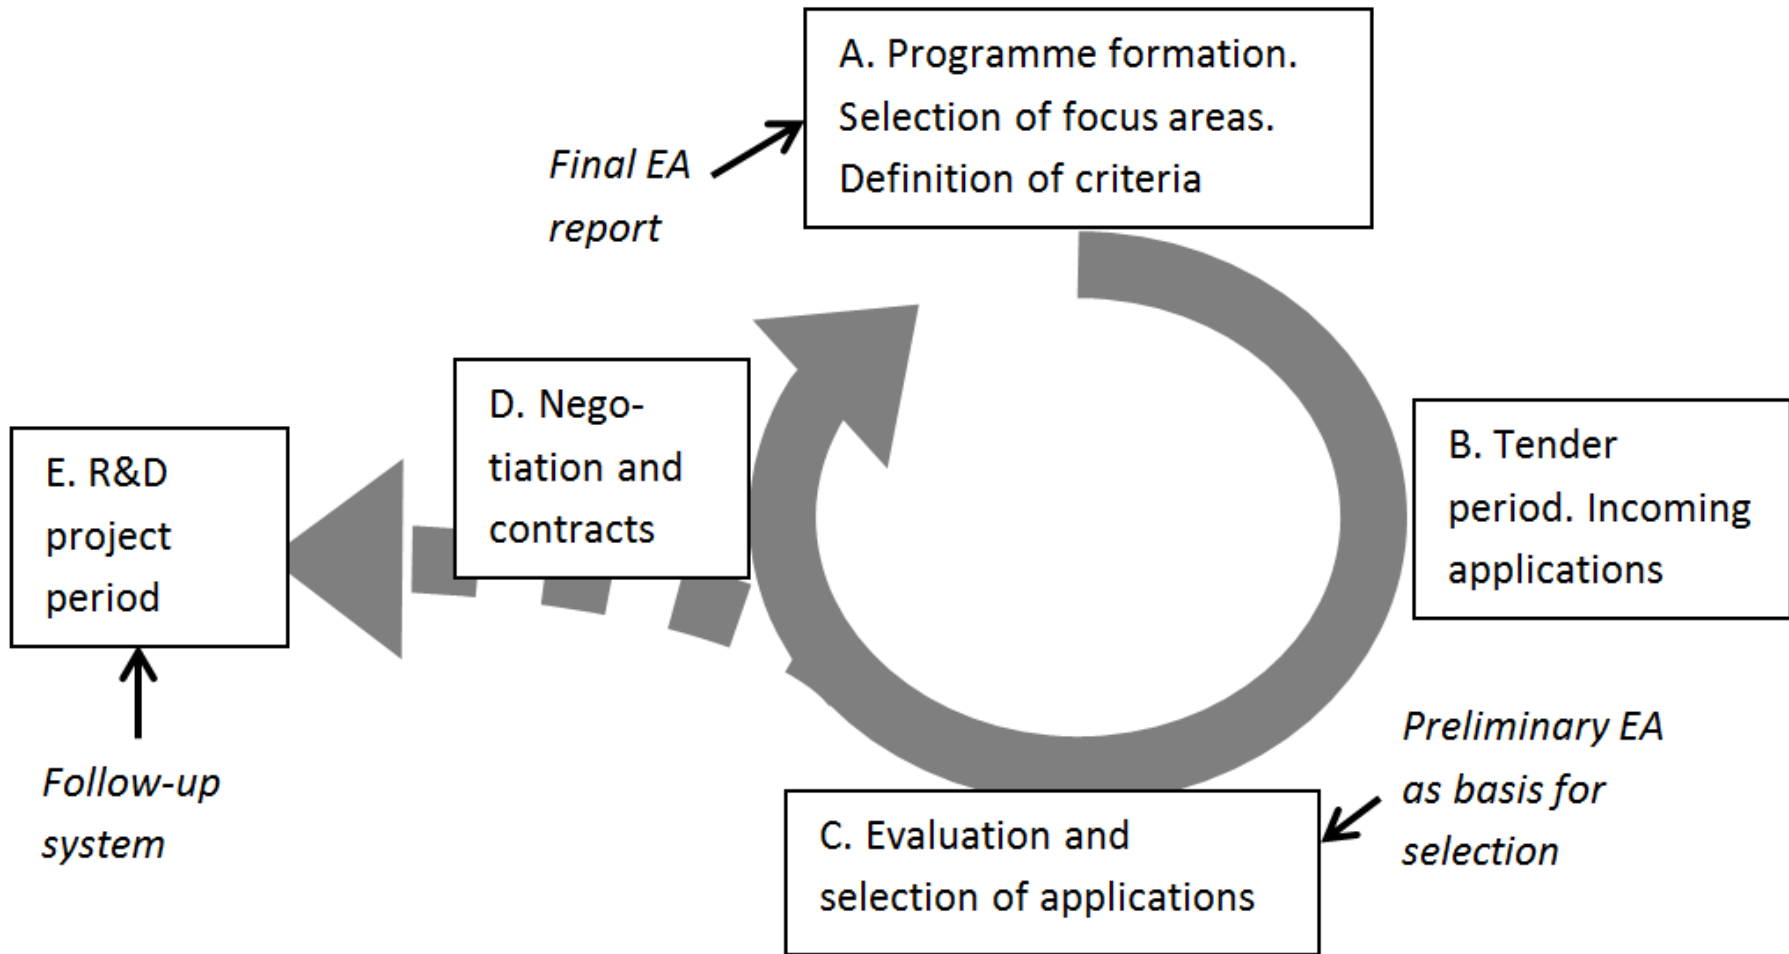 A. Programme formation.
Selection of focus areas.
Definition of criteria
Final EA
report
D. Nego-
tiation and
contracts
B. Tender
period. Incoming
applications
E. R&D
project
period
Follow-up
system
Preliminary EA
as basis for
selection
C. Evaluation and
selection of applications